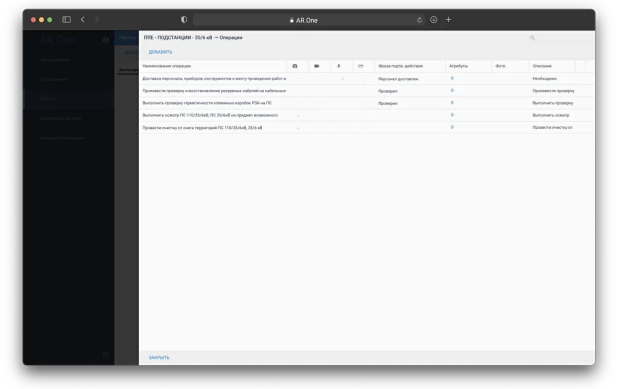 AR.One
AR One
ППЕ - ПОДСТАНЦИИ - 35/6 кВ → Операции
ДОБАВИТЬ
Наименование операции Фраза подтв. действия Атрибуты Фото Описание
Доставка персонала, приборов, инструментов к месту проведения работ и Персонал доставлен 0 Необходимо
Произвести проверку и восстановление резервных кабелей на кабельных Проверил 0 Произвести проверку
Выполнить проверку герметичности клеммных коробок РЗА на ПС Проверил 0 Выполнить проверку
Выполнить осмотр ПС 110/35/6кВ, ПС 35/6кВ на предмет возможного 0 Выполнить осмотр
Провести очистку от снега территорий ПС 110/35/6кВ, 35/6 кВ 0 Провести очистку от
ЗАКРЫТЬ